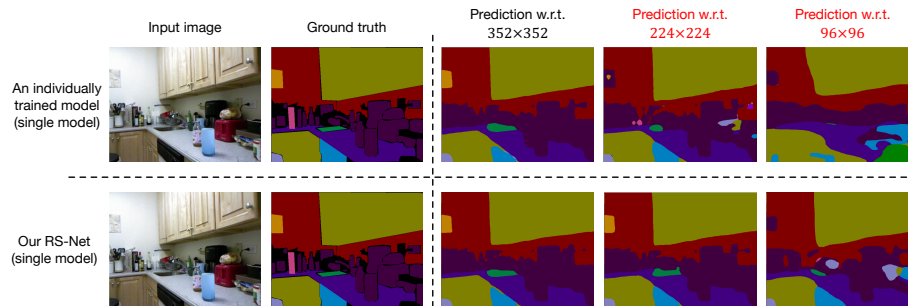 Input image
Ground truth
Prediction w.r.t.
352×352
Prediction w.r.t.
224×224
Prediction w.r.t.
96×96
An individually
trained model
(single model)
Our RS-Net
(single model)